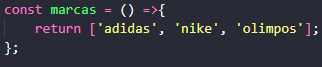 const marcas = () =>{
    return ['adidas', 'nike', 'olimpos'];
};